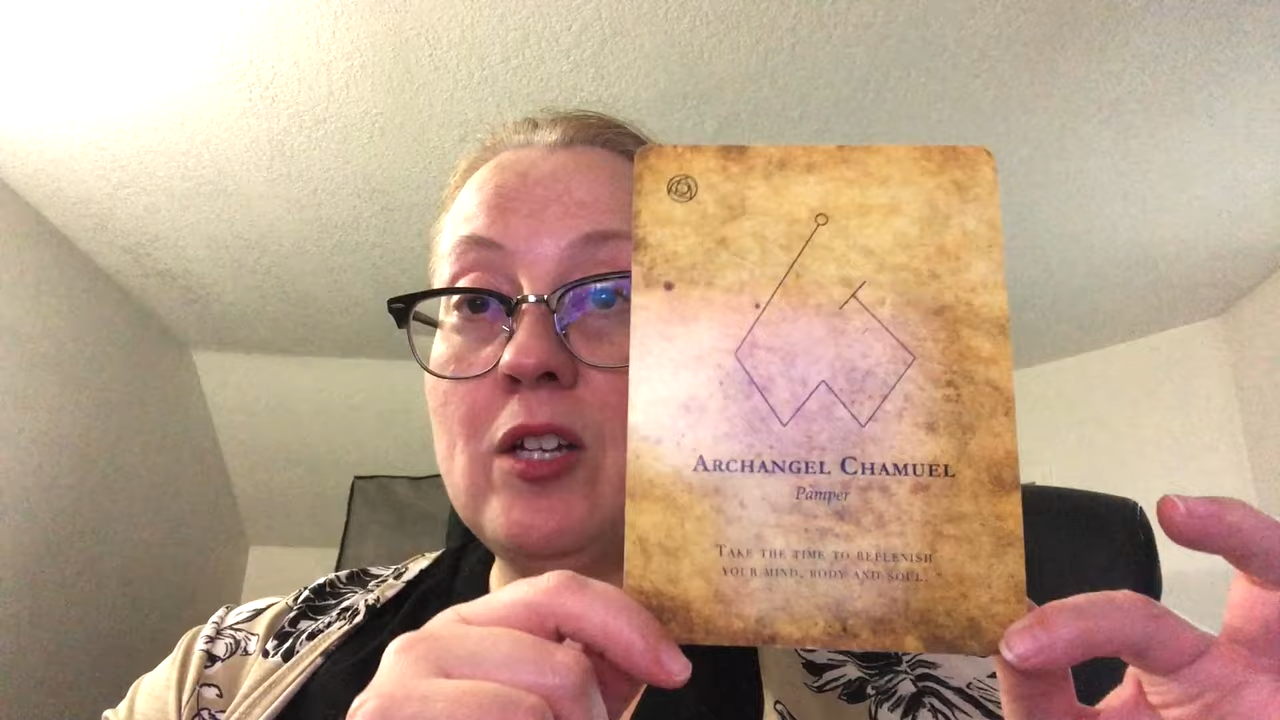 ARCHANGEL CHAMUEL
Pamper
TAKE THE TIME TO REPLENISH
YOUR MIND, BODY AND SOUL.